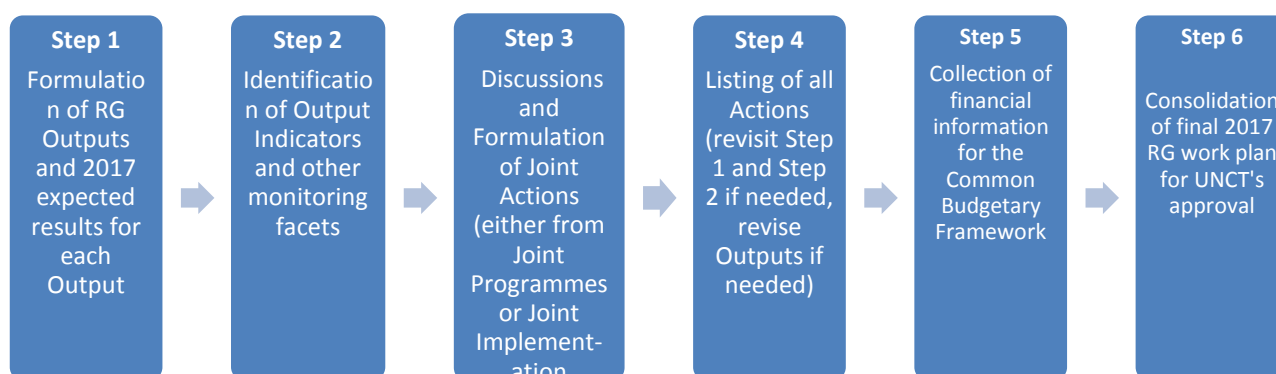 Step 1
Formulatio
n of RG
Outputs
and 2017
expected
results for
each
Output
Step 2
Identificatio
n of Output
Indicators
and other
monitoring
facets
Step 3
Discussions
and
Formulation
of Joint
Actions
(either from
Joint
Programmes
or Joint
Implement-
ation
Step 4
Listing of all
Actions
(revisit Step
1 and Step
2 if needed,
revise
Outputs if
needed)
Step 5
Collection of
financial
information
for the
Common
Budgetary
Framework
Step 6
Consolidation
of final 2017
RG work plan
for UNCT's
approval